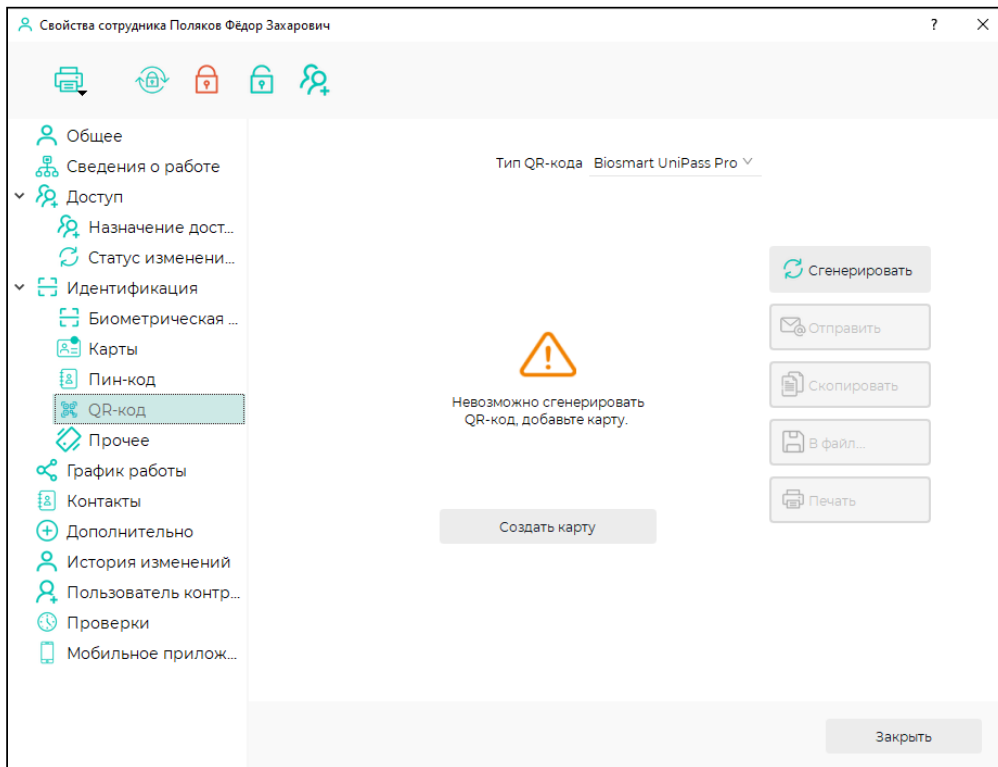 Свойства сотрудника Поляков Фёдор Захарович
?
Общее
Сведения о работе
Доступ
Назначение дост...
Статус изменени...
Идентификация
Биометрическая ...
Карты
Пин-код
QR-код
Прочее
График работы
Контакты
Дополнительно
История изменений
Пользователь контр...
Проверки
Мобильное прилож...
Тип QR-кода Biosmart UniPass Pro
Невозможно сгенерировать
QR-код, добавьте карту.
Создать карту
Сгенерировать
Отправить
Скопировать
В файл...
Печать
Закрыть